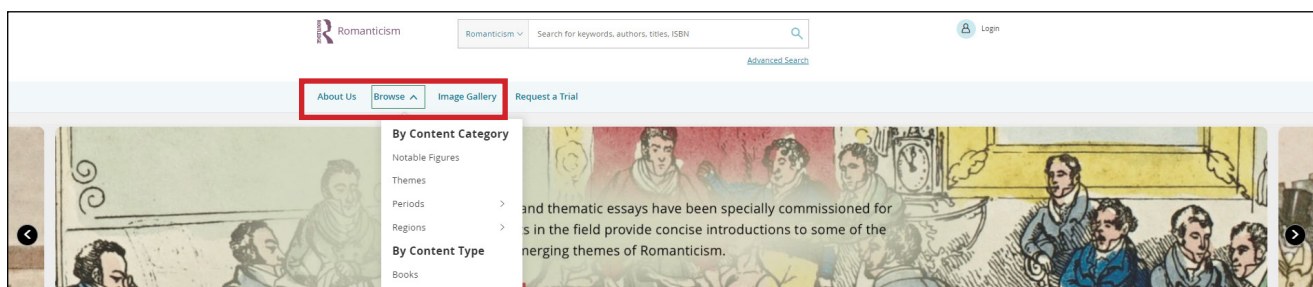 Romanticism
Romanticism
Search for keywords, authors, titles, ISBN
Login
Advanced Search
About Us Browse Image Gallery Request a Trial
By Content Category
Notable Figures
Themes
Periods
Regions
By Content Type
Books
and thematic essays have been specially commissioned for
s in the field provide concise introductions to some of the
nerging themes of Romanticism.